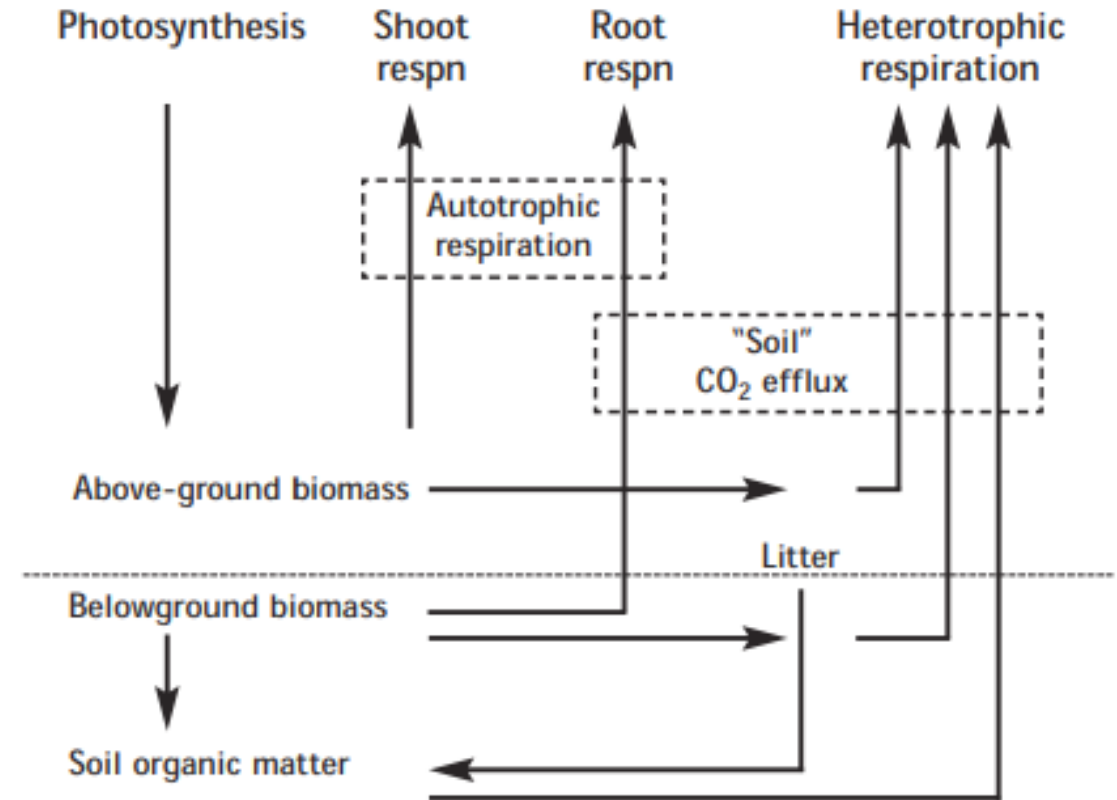 Photosynthesis
Shoot
respn
Root
respn
Heterotrophic
respiration
Autotrophic
respiration
"Soil"
CO₂ efflux
Above-ground biomass
Litter
Belowground biomass
Soil organic matter